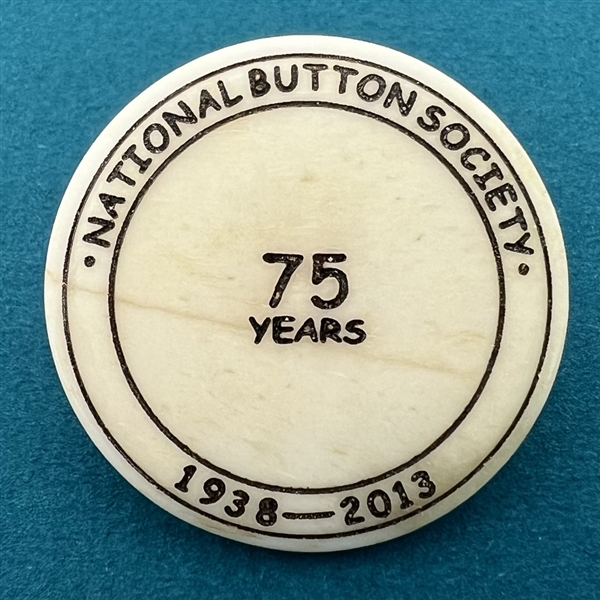 • NATIONAL BUTTON SOCIETY •
75
YEARS
1938—2013